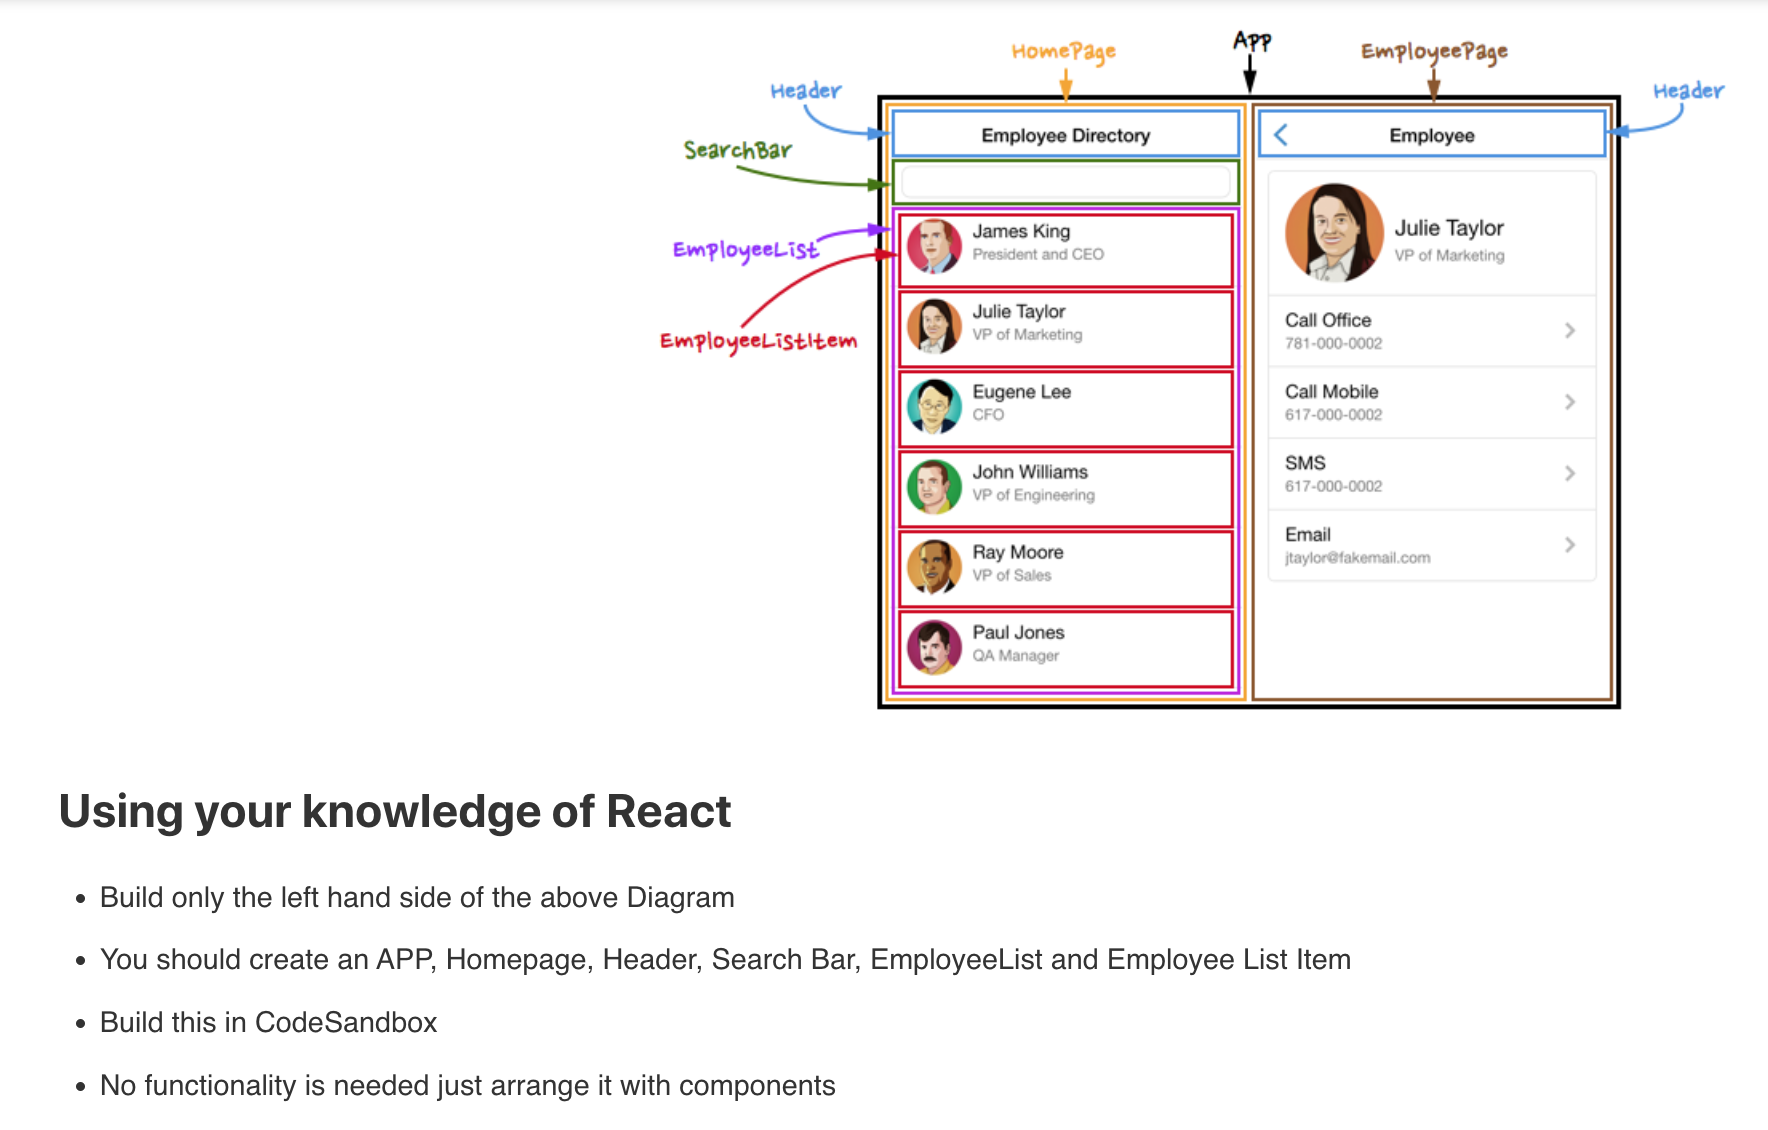 HomePage
App
EmployeePage
Header
Header
Employee Directory
Employee
SearchBar
EmployeeList
EmployeeListItem
James King
President and CEO
Julie Taylor
VP of Marketing
Eugene Lee
CFO
John Williams
VP of Engineering
Ray Moore
VP of Sales
Paul Jones
QA Manager
Julie Taylor
VP of Marketing
Call Office
781-000-0002
Call Mobile
617-000-0002
SMS
617-000-0002
Email
jtaylor@fakemail.com
Using your knowledge of React
Build only the left hand side of the above Diagram
You should create an APP, Homepage, Header, Search Bar, EmployeeList and Employee List Item
Build this in CodeSandbox
No functionality is needed just arrange it with components